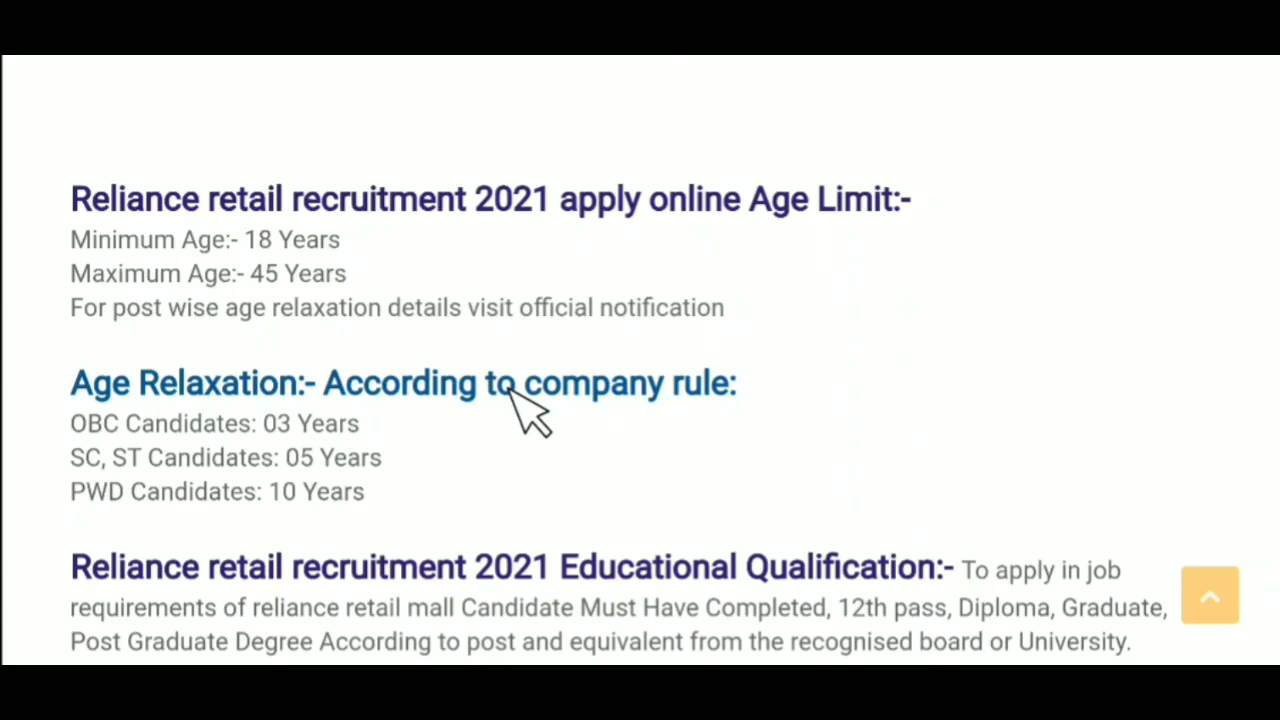 Reliance retail recruitment 2021 apply online Age Limit:-
Minimum Age:- 18 Years
Maximum Age:- 45 Years
For post wise age relaxation details visit official notification
Age Relaxation:- According to company rule:
OBC Candidates: 03 Years
SC, ST Candidates: 05 Years
PWD Candidates: 10 Years
Reliance retail recruitment 2021 Educational Qualification:- To apply in job
requirements of reliance retail mall Candidate Must Have Completed, 12th pass, Diploma, Graduate,
Post Graduate Degree According to post and equivalent from the recognised board or University.